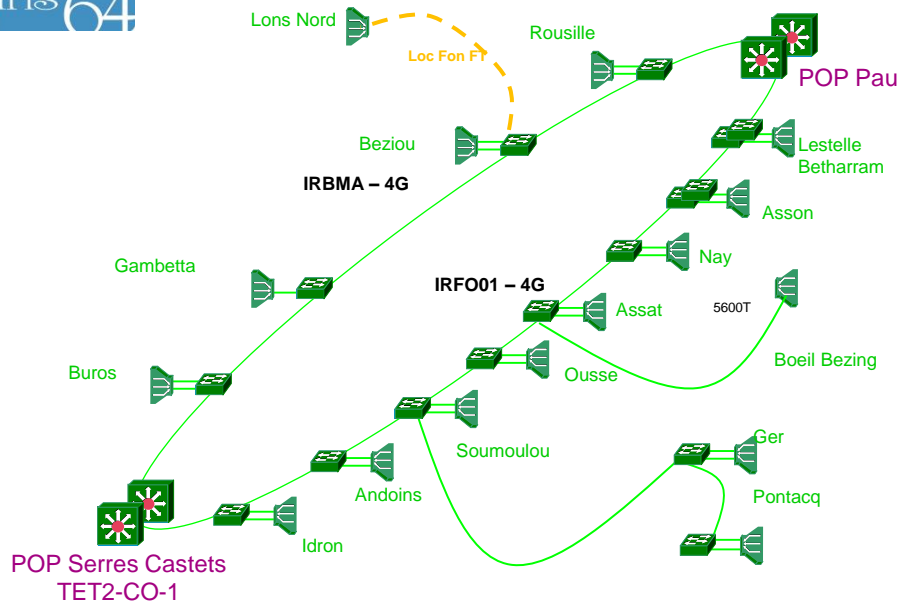 64
Lons Nord
Rousille
Loc Fon FT
POP Pau
Beziou
Lestelle
Betharram
IRBMA – 4G
Asson
Nay
Gambetta
IRFO01 – 4G
Assat
5600T
Boeil Bezing
Buros
Ousse
Ger
Soumoulou
Pontacq
Andoins
Idron
POP Serres Castets
TET2-CO-1